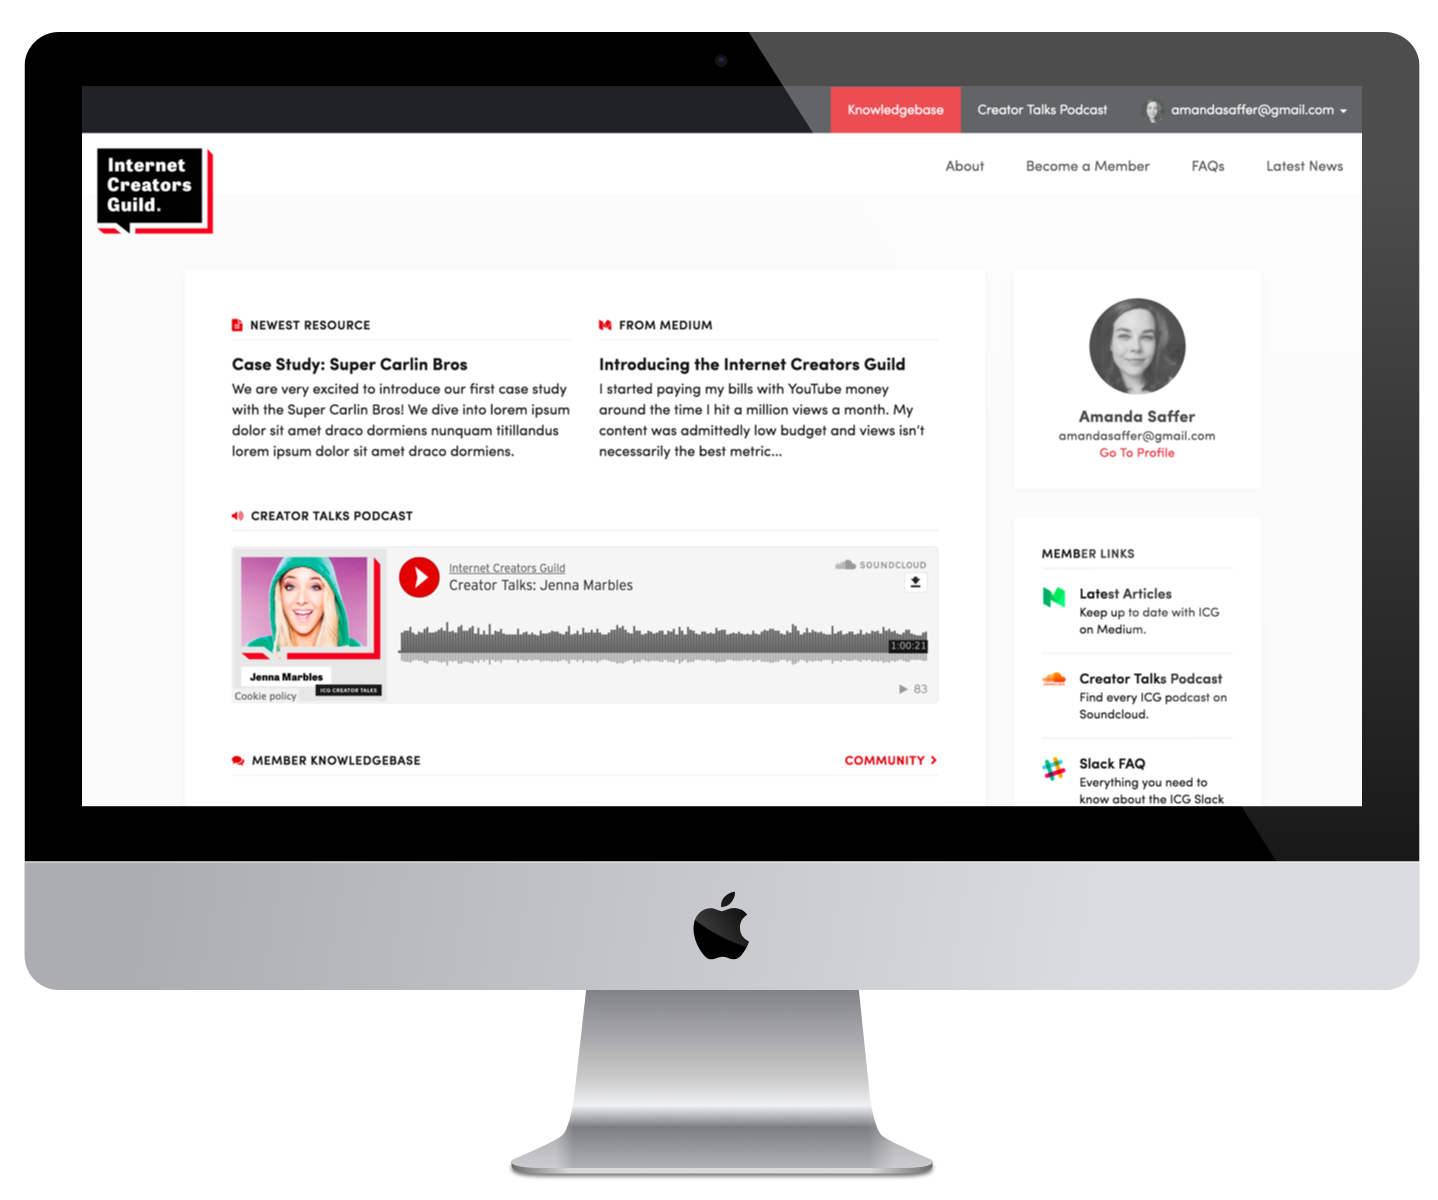 Knowledgebase
Creator Talks Podcast
amandasaffer@gmail.com
Internet
Creators
Guild.
About
Become a Member
FAQs
Latest News
NEWEST RESOURCE
Case Study: Super Carlin Bros
We are very excited to introduce our first case study
with the Super Carlin Bros! We dive into lorem ipsum
dolor sit amet draco dormiens nunquam titillandus
lorem ipsum dolor sit amet draco dormiens.
FROM MEDIUM
Introducing the Internet Creators Guild
I started paying my bills with YouTube money
around the time I hit a million views a month. My
content was admittedly low budget and views isn't
necessarily the best metric...
CREATOR TALKS PODCAST
Internet Creators Guild
Creator Talks: Jenna Marbles
SOUNDCLOUD
1:00:21
83
Jenna Marbles
ICG CREATOR TALKS
Cookie policy
MEMBER KNOWLEDGEBASE
COMMUNITY
Amanda Saffer
amandasaffer@gmail.com
Go To Profile
MEMBER LINKS
Latest Articles
Keep up to date with ICG
on Medium.
Creator Talks Podcast
Find every ICG podcast on
Soundcloud.
Slack FAQ
Everything you need to
know about the ICG Slack